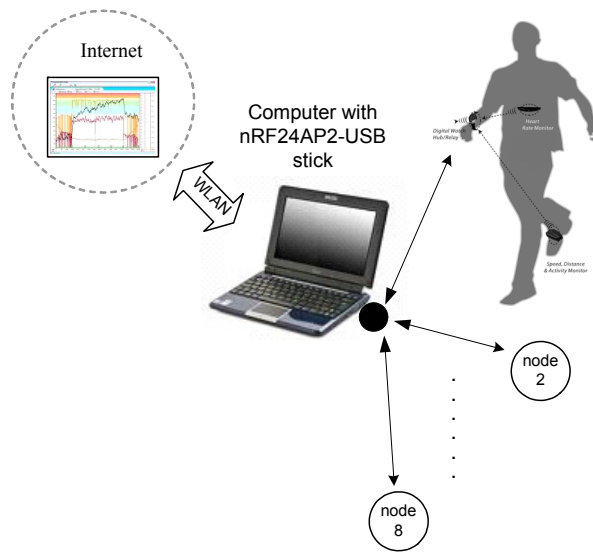 Internet
Computer with
nRF24AP2-USB
stick
WLAN
Digital Watch
Hub/Relay
Heart
Rate Monitor
Speed, Distance
& Activity Monitor
node
2
node
8